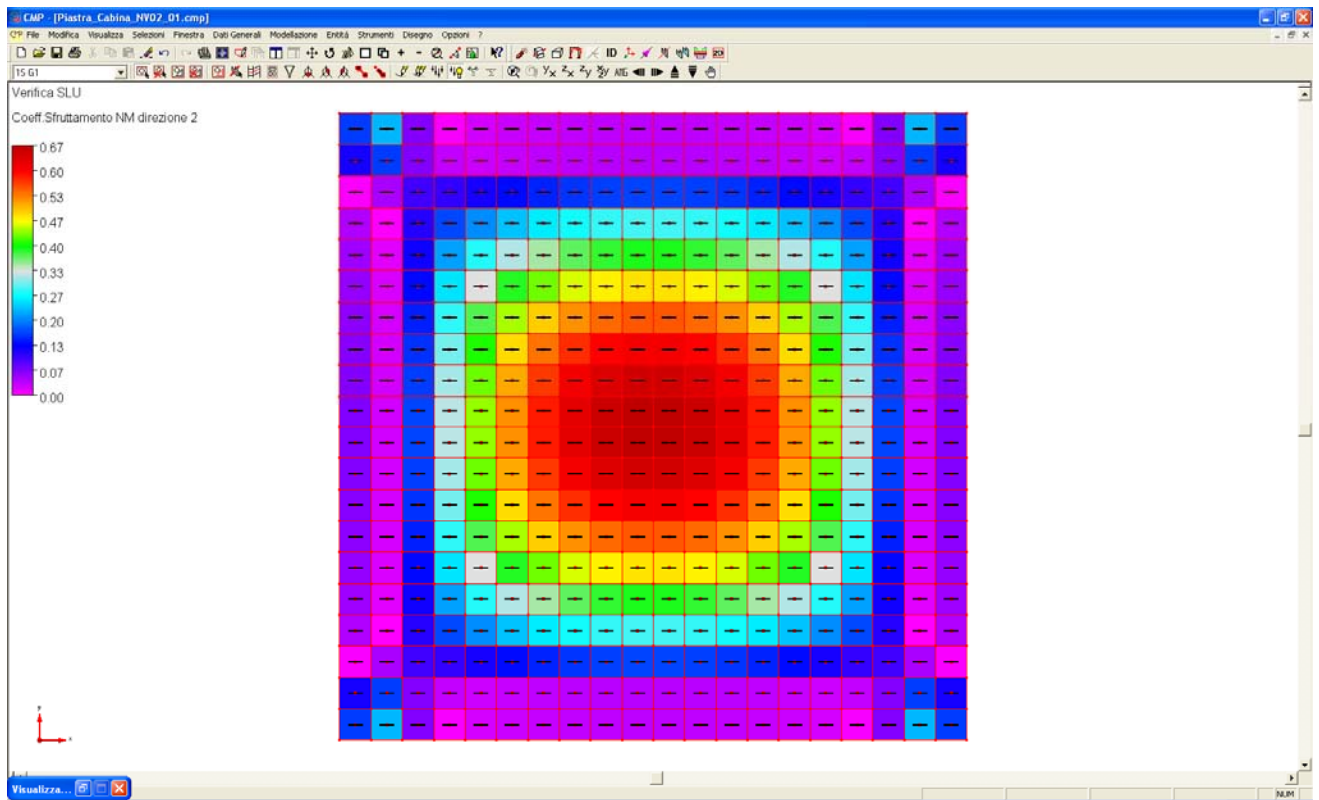 CMP - [Piastra_Cabina_NV02_01.cmp]
File Modifica Visualizza Selezioni Finestra Dati Generali Modellazione Entità Strumenti Disegno Opzioni ?
ID
15 G1
Verifica SLU
Coeff.Sfruttamento NM direzione 2
0.67
0.60
0.53
0.47
0.40
0.33
0.27
0.20
0.13
0.07
0.00
y
x
Visualizza...
NUM